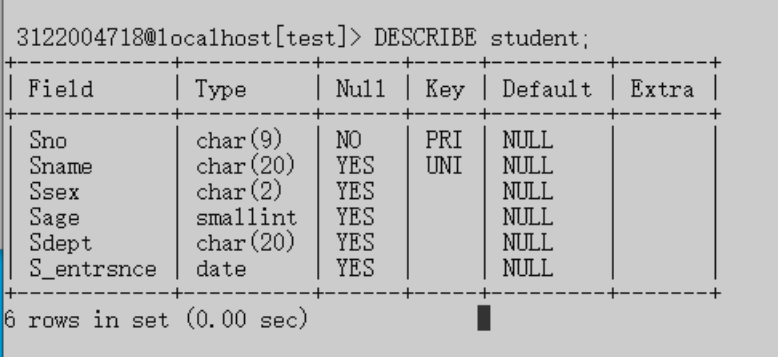 3122004718@localhost[test]> DESCRIBE student;
+------------+----------+------+-----+---------+-------+
| Field      | Type     | Null | Key | Default | Extra |
+------------+----------+------+-----+---------+-------+
| Sno        | char(9)  | NO   | PRI | NULL    |       |
| Sname      | char(20) | YES  | UNI | NULL    |       |
| Ssex       | char(2)  | YES  |     | NULL    |       |
| Sage       | smallint | YES  |     | NULL    |       |
| Sdept      | char(20) | YES  |     | NULL    |       |
| S_entrsnce | date     | YES  |     | NULL    |       |
+------------+----------+------+-----+---------+-------+
6 rows in set (0.00 sec)